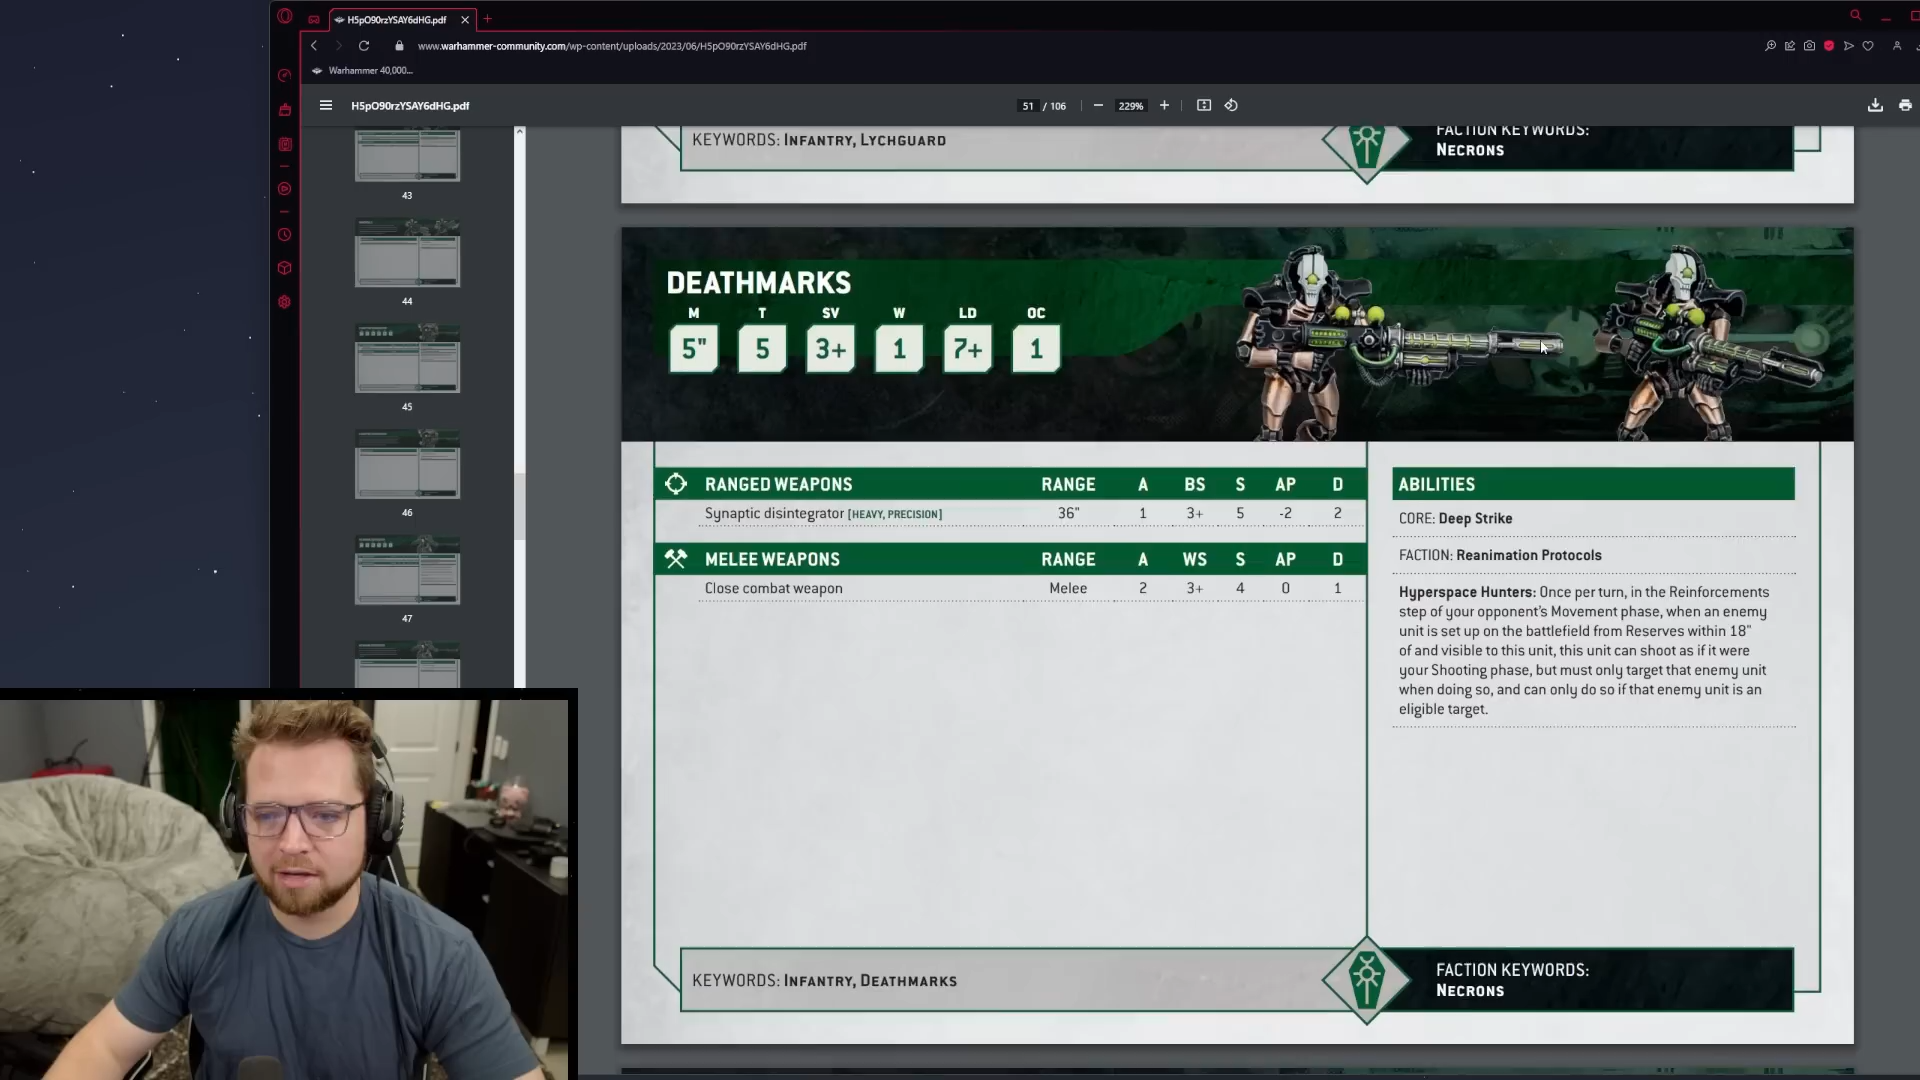 H5pO90rzYSAY6dHG.pdf
www.warhammer-community.com/wp-content/uploads/2023/06/H5pO90rzYSAY6dHG.pdf
Warhammer 40,000...
H5pO90rzYSAY6dHG.pdf
51 / 106
229%
43
44
45
46
47
KEYWORDS: INFANTRY, LYCHGUARD
FACTION KEYWORDS:
NECRONS
DEATHMARKS
M T SV W LD OC
5" 5 3+ 1 7+ 1
RANGED WEAPONS RANGE A BS S AP D
Synaptic disintegrator [HEAVY, PRECISION] 36" 1 3+ 5 -2 2
MELEE WEAPONS RANGE A WS S AP D
Close combat weapon Melee 2 3+ 4 0 1
ABILITIES
CORE: Deep Strike
FACTION: Reanimation Protocols
Hyperspace Hunters: Once per turn, in the Reinforcements
step of your opponent's Movement phase, when an enemy
unit is set up on the battlefield from Reserves within 18"
of and visible to this unit, this unit can shoot as if it were
your Shooting phase, but must only target that enemy unit
when doing so, and can only do so if that enemy unit is an
eligible target.
KEYWORDS: INFANTRY, DEATHMARKS
FACTION KEYWORDS:
NECRONS